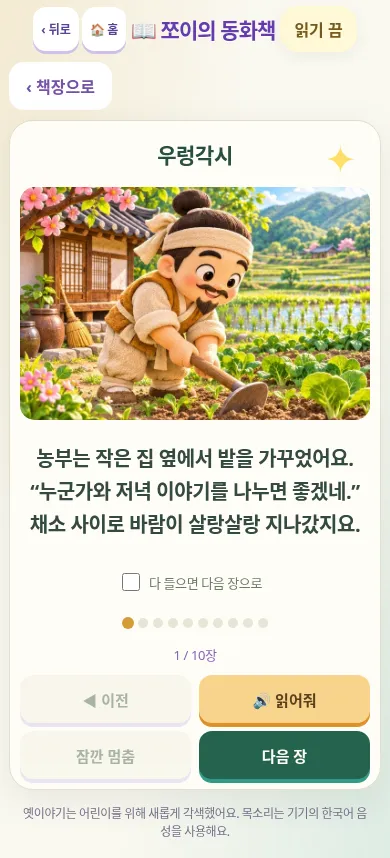 ‹ 뒤로 🏠 홈 📖 쪼이의 동화책 읽기 끔
‹ 책장으로
우렁각시
농부는 작은 집 옆에서 밭을 가꾸었어요.
“누군가와 저녁 이야기를 나누면 좋겠네.”
채소 사이로 바람이 살랑살랑 지나갔지요.
다 들으면 다음 장으로
1 / 10장
◀ 이전 🔊 읽어줘
잠깐 멈춤 다음 장
옛이야기는 어린이를 위해 새롭게 각색했어요. 목소리는 기기의 한국어 음
성을 사용해요.